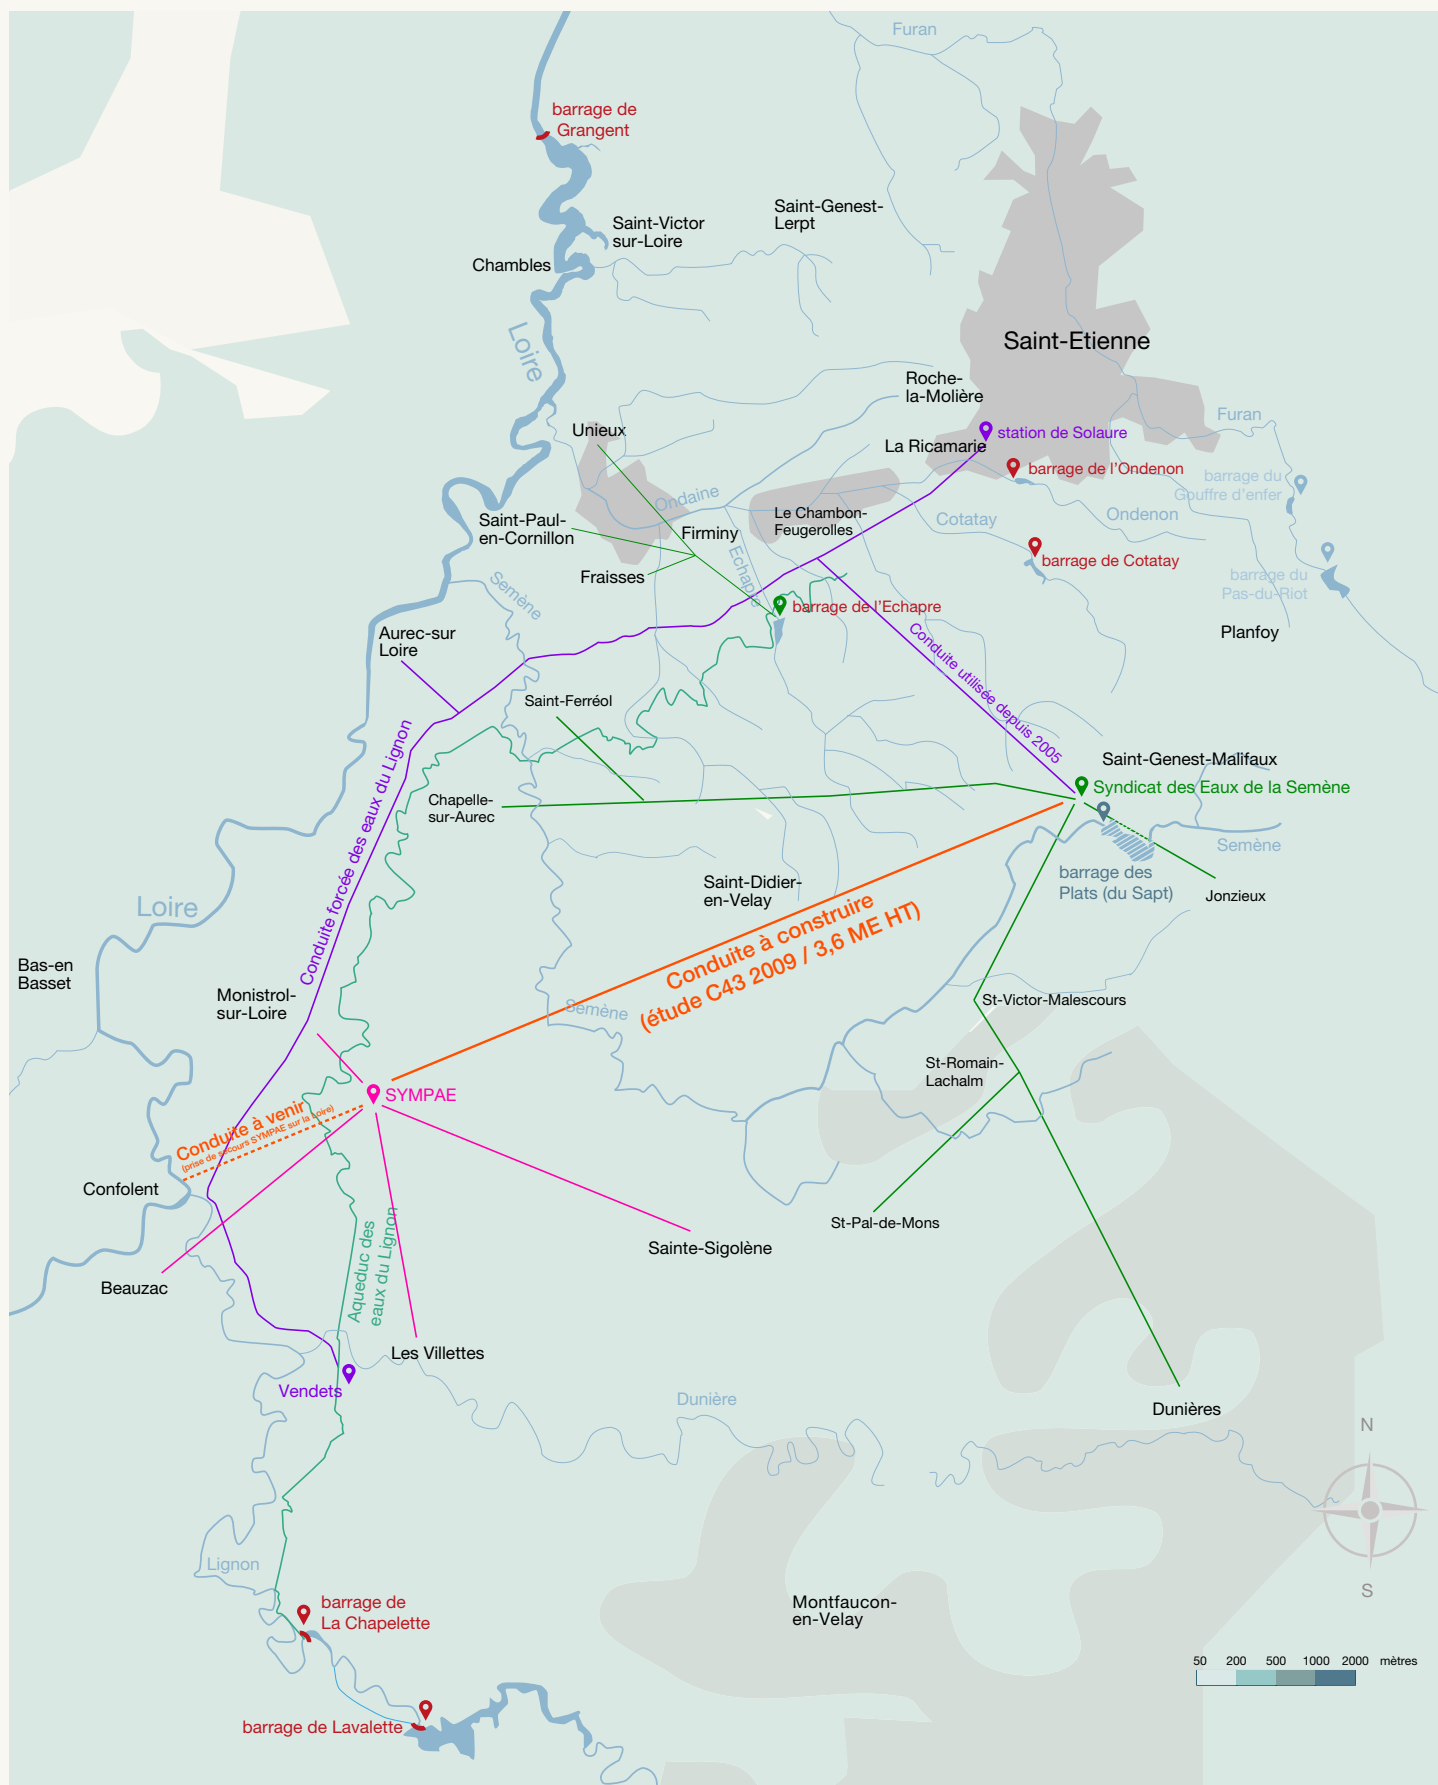 Furan
barrage de
Grangent
Saint-Genest-
Lerpt
Saint-Victor
sur-Loire
Chambles
Loire
Saint-Etienne
Roche-
la-Molière
Unieux
station de Solaure
La Ricamarie
Furan
barrage de l'Ondenon
barrage du
Gouffre d'enfer
Ondaine
Saint-Paul-
en-Cornillon
Le Chambon-
Feugerolles
Cotatay
Ondenon
Firminy
Echapre
barrage de Cotatay
Fraisses
Semène
barrage du
Pas-du-Riot
barrage de l'Echapre
Planfoy
Aurec-sur
Loire
Conduite utilisée depuis 2005
Saint-Ferréol
Conduite forcée des eaux du Lignon
Saint-Genest-Malifaux
Syndicat des Eaux de la Semène
Chapelle-
sur-Aurec
Semène
barrage des
Plats (du Sapt)
Jonzieux
Saint-Didier-
en-Velay
Loire
Conduite à construire
(étude C43 2009 / 3,6 ME HT)
Bas-en
Basset
Monistrol-
sur-Loire
Semène
St-Victor-Malescours
St-Romain-
Lachalm
SYMPAE
Conduite à venir
(prise de secours SYMPAE sur la Loire)
Confolent
St-Pal-de-Mons
Sainte-Sigolène
Aqueduc des
eaux du Lignon
Beauzac
Les Villettes
Vendets
Dunière
Dunières
N
Lignon
S
barrage de
La Chapelette
Montfaucon-
en-Velay
50 200 500 1000 2000 mètres
barrage de Lavalette